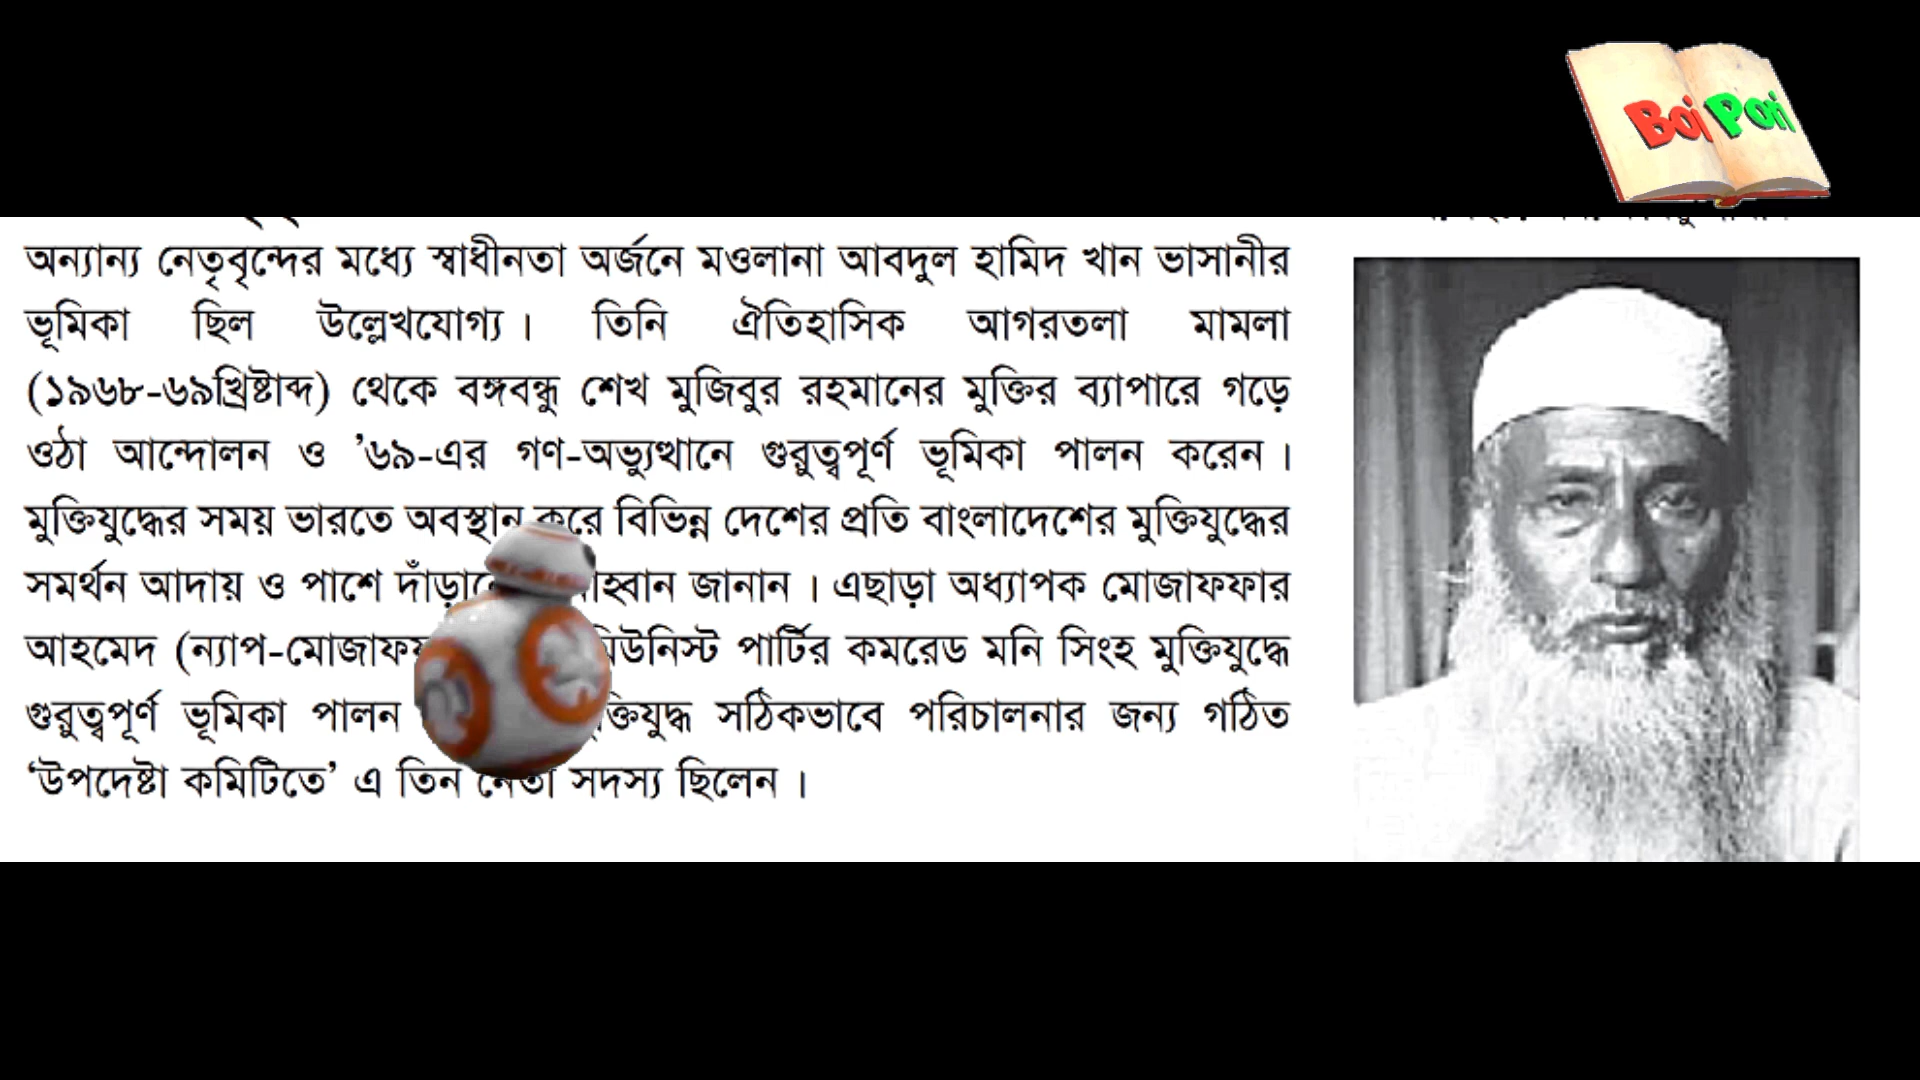 Boi Pori
অন্যান্য নেতৃবৃন্দের মধ্যে স্বাধীনতা অর্জনে মওলানা আবদুল হামিদ খান ভাসানীর
ভূমিকা ছিল উল্লেখযোগ্য। তিনি ঐতিহাসিক আগরতলা মামলা
(১৯৬৮-৬৯খ্রিষ্টাব্দ) থেকে বঙ্গবন্ধু শেখ মুজিবুর রহমানের মুক্তির ব্যাপারে গড়ে
ওঠা আন্দোলন ও ’৬৯-এর গণ-অভ্যুত্থানে গুরুত্বপূর্ণ ভূমিকা পালন করেন।
মুক্তিযুদ্ধের সময় ভারতে অবস্থান করে বিভিন্ন দেশের প্রতি বাংলাদেশের মুক্তিযুদ্ধের
সমর্থন আদায় ও পাশে জানান। এছাড়া অধ্যাপক মোজাফফার
আহমেদ পার্টির কমরেড মনি সিংহ মুক্তিযুদ্ধে
গুরুত্বপূর্ণ ভূমিকা পালন সঠিকভাবে পরিচালনার জন্য গঠিত
‘উপদেষ্টা কমিটিতে’ এ তিন নেতা সদস্য ছিলেন।